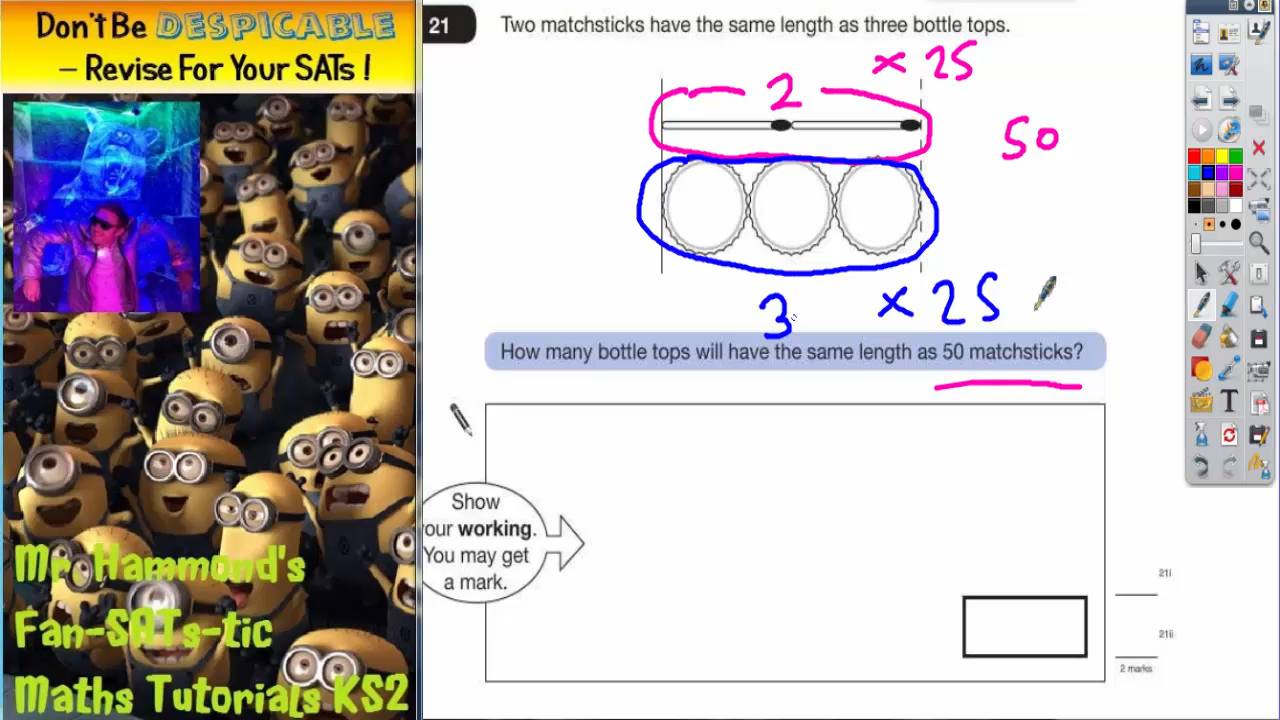 Don't Be DESPICABLE
– Revise For Your SATs !
Mr. Hammond's
Fan-SATs-tic
Maths Tutorials KS2
21
Two matchsticks have the same length as three bottle tops.
× 25
2
50
3 × 25
How many bottle tops will have the same length as 50 matchsticks?
Show
our working.
You may get
a mark.
21i
21ii
2 marks
T